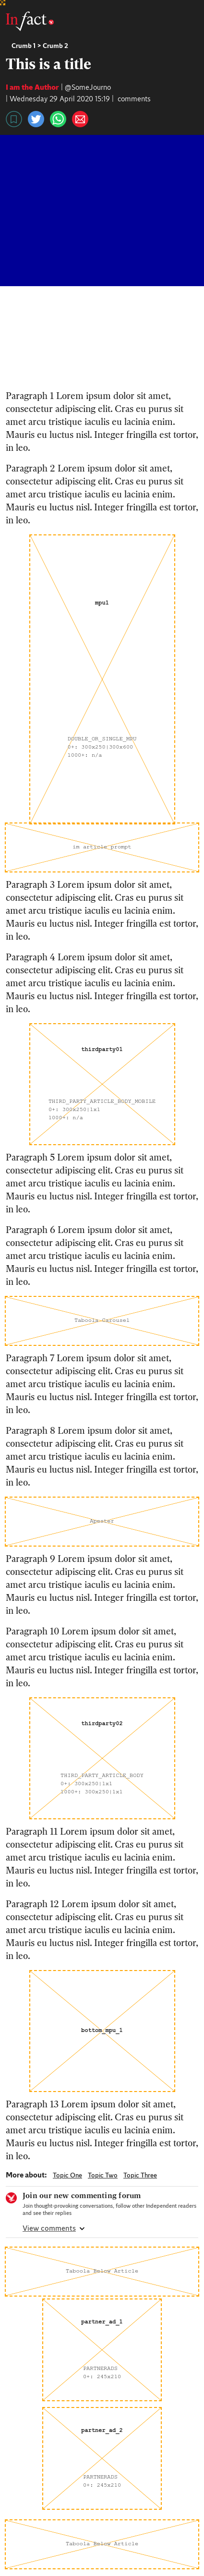 InFact
Crumb 1 > Crumb 2
This is a title
I am the Author | @SomeJourno
| Wednesday 29 April 2020 15:19 | comments
Paragraph 1 Lorem ipsum dolor sit amet,
consectetur adipiscing elit. Cras eu purus sit
amet arcu tristique iaculis eu lacinia enim.
Mauris eu luctus nisl. Integer fringilla est tortor,
in leo.
Paragraph 2 Lorem ipsum dolor sit amet,
consectetur adipiscing elit. Cras eu purus sit
amet arcu tristique iaculis eu lacinia enim.
Mauris eu luctus nisl. Integer fringilla est tortor,
in leo.
mpu1
DOUBLE_OR_SINGLE_MPU
0+: 300x250|300x600
1000+: n/a
im article prompt
Paragraph 3 Lorem ipsum dolor sit amet,
consectetur adipiscing elit. Cras eu purus sit
amet arcu tristique iaculis eu lacinia enim.
Mauris eu luctus nisl. Integer fringilla est tortor,
in leo.
Paragraph 4 Lorem ipsum dolor sit amet,
consectetur adipiscing elit. Cras eu purus sit
amet arcu tristique iaculis eu lacinia enim.
Mauris eu luctus nisl. Integer fringilla est tortor,
in leo.
thirdparty01
THIRD_PARTY_ARTICLE_BODY_MOBILE
0+: 300x250|1x1
1000+: n/a
Paragraph 5 Lorem ipsum dolor sit amet,
consectetur adipiscing elit. Cras eu purus sit
amet arcu tristique iaculis eu lacinia enim.
Mauris eu luctus nisl. Integer fringilla est tortor,
in leo.
Paragraph 6 Lorem ipsum dolor sit amet,
consectetur adipiscing elit. Cras eu purus sit
amet arcu tristique iaculis eu lacinia enim.
Mauris eu luctus nisl. Integer fringilla est tortor,
in leo.
Taboola Carousel
Paragraph 7 Lorem ipsum dolor sit amet,
consectetur adipiscing elit. Cras eu purus sit
amet arcu tristique iaculis eu lacinia enim.
Mauris eu luctus nisl. Integer fringilla est tortor,
in leo.
Paragraph 8 Lorem ipsum dolor sit amet,
consectetur adipiscing elit. Cras eu purus sit
amet arcu tristique iaculis eu lacinia enim.
Mauris eu luctus nisl. Integer fringilla est tortor,
in leo.
Apester
Paragraph 9 Lorem ipsum dolor sit amet,
consectetur adipiscing elit. Cras eu purus sit
amet arcu tristique iaculis eu lacinia enim.
Mauris eu luctus nisl. Integer fringilla est tortor,
in leo.
Paragraph 10 Lorem ipsum dolor sit amet,
consectetur adipiscing elit. Cras eu purus sit
amet arcu tristique iaculis eu lacinia enim.
Mauris eu luctus nisl. Integer fringilla est tortor,
in leo.
thirdparty02
THIRD_PARTY_ARTICLE_BODY
0+: 300x250|1x1
1000+: 300x250|1x1
Paragraph 11 Lorem ipsum dolor sit amet,
consectetur adipiscing elit. Cras eu purus sit
amet arcu tristique iaculis eu lacinia enim.
Mauris eu luctus nisl. Integer fringilla est tortor,
in leo.
Paragraph 12 Lorem ipsum dolor sit amet,
consectetur adipiscing elit. Cras eu purus sit
amet arcu tristique iaculis eu lacinia enim.
Mauris eu luctus nisl. Integer fringilla est tortor,
in leo.
bottom_mpu_1
Paragraph 13 Lorem ipsum dolor sit amet,
consectetur adipiscing elit. Cras eu purus sit
amet arcu tristique iaculis eu lacinia enim.
Mauris eu luctus nisl. Integer fringilla est tortor,
in leo.
More about: Topic One Topic Two Topic Three
Join our new commenting forum
Join thought-provoking conversations, follow other Independent readers
and see their replies
View comments
Taboola Below Article
partner_ad_1
PARTNERADS
0+: 245x210
partner_ad_2
PARTNERADS
0+: 245x210
Taboola Below Article